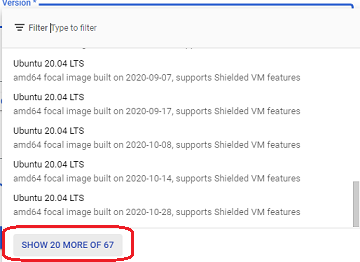 Version *
Filter Type to filter
Ubuntu 20.04 LTS
amd64 focal image built on 2020-09-07, supports Shielded VM features
Ubuntu 20.04 LTS
amd64 focal image built on 2020-09-17, supports Shielded VM features
Ubuntu 20.04 LTS
amd64 focal image built on 2020-10-08, supports Shielded VM features
Ubuntu 20.04 LTS
amd64 focal image built on 2020-10-14, supports Shielded VM features
Ubuntu 20.04 LTS
amd64 focal image built on 2020-10-28, supports Shielded VM features
SHOW 20 MORE OF 67